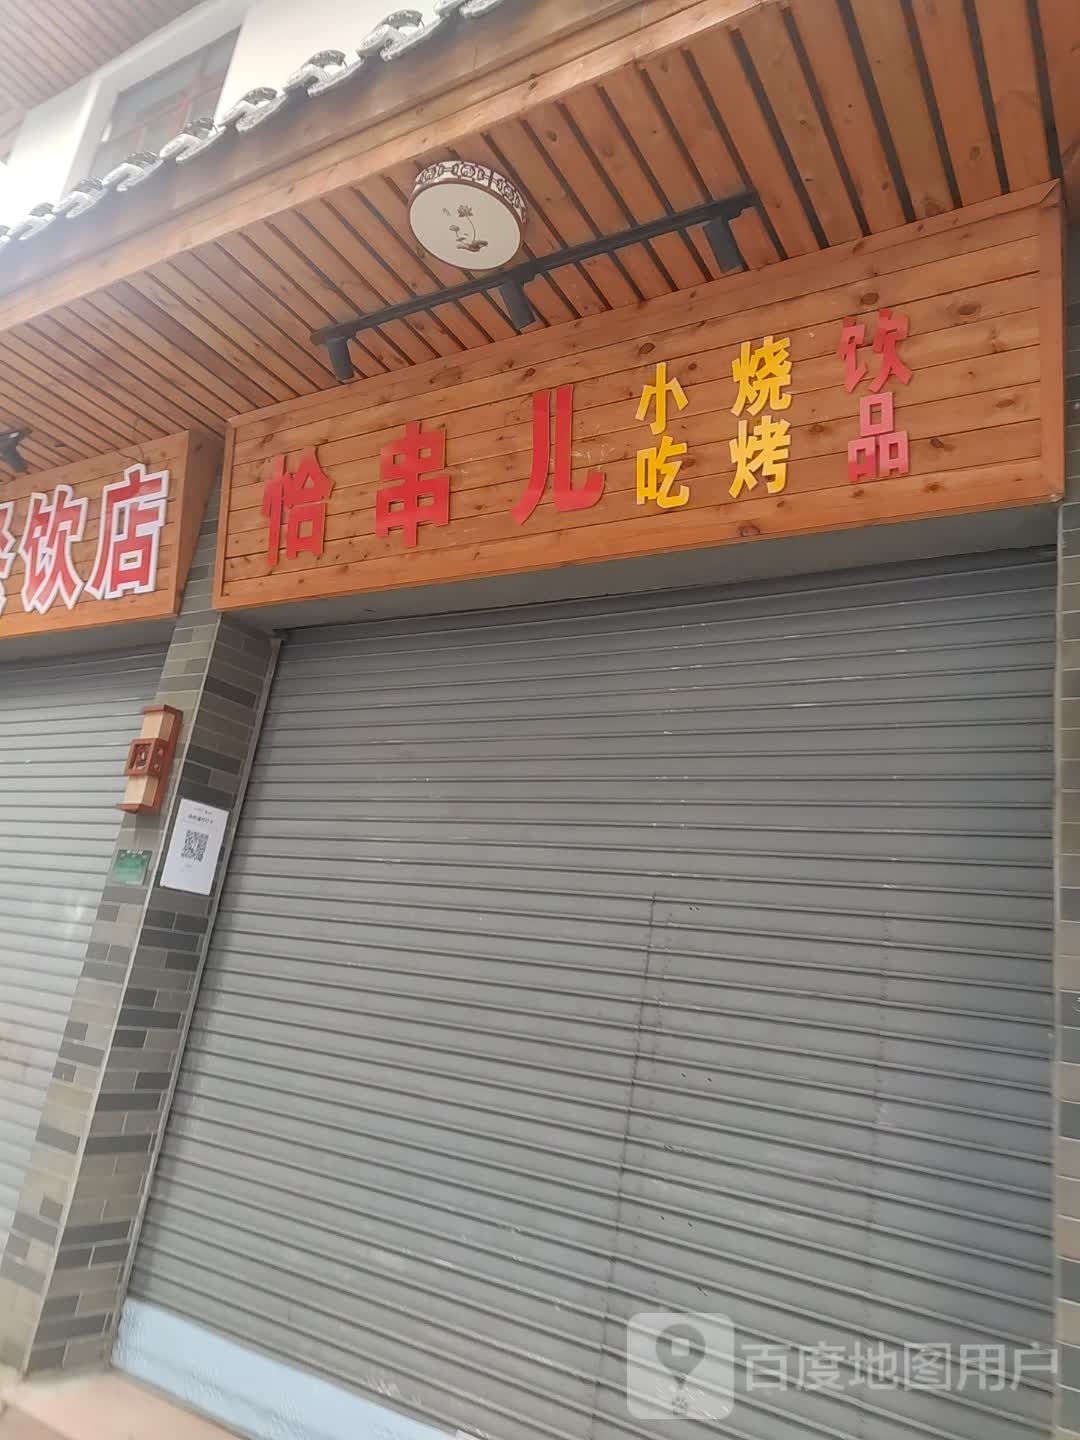 恰串儿
小吃
烧烤
饮品
饮店
百度地图用户